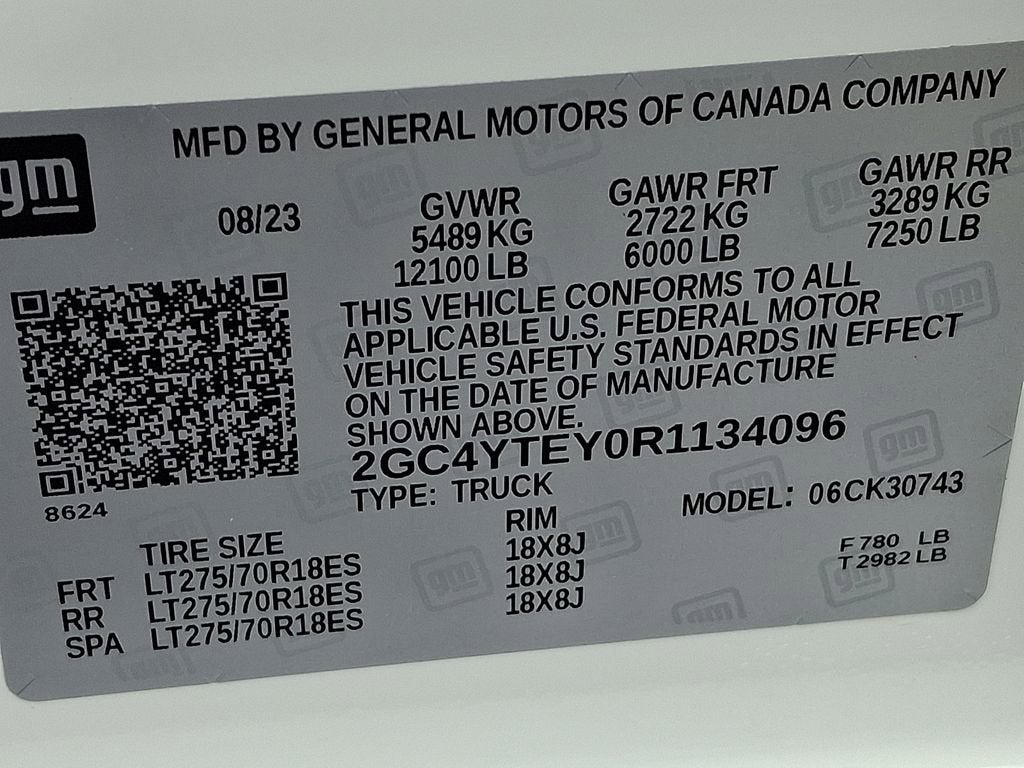 gm
MFD BY GENERAL MOTORS OF CANADA COMPANY
08/23
GVWR
5489 KG
12100 LB
GAWR FRT
2722 KG
6000 LB
GAWR RR
3289 KG
7250 LB
THIS VEHICLE CONFORMS TO ALL
APPLICABLE U.S. FEDERAL MOTOR
VEHICLE SAFETY STANDARDS IN EFFECT
ON THE DATE OF MANUFACTURE
SHOWN ABOVE.
2GC4YTEY0R1134096
TYPE: TRUCK
MODEL: 06CK30743
8624
TIRE SIZE RIM
FRT LT275/70R18ES 18X8J
RR LT275/70R18ES 18X8J
SPA LT275/70R18ES 18X8J
F 780 LB
T 2982 LB